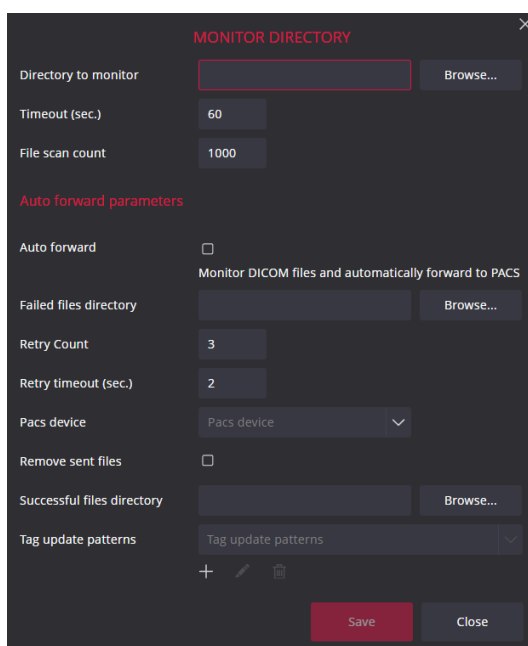 MONITOR DIRECTORY
Directory to monitor Browse...
Timeout (sec.) 60
File scan count 1000
Auto forward parameters
Auto forward
Monitor DICOM files and automatically forward to PACS
Failed files directory Browse...
Retry Count 3
Retry timeout (sec.) 2
Pacs device Pacs device
Remove sent files
Successful files directory Browse...
Tag update patterns Tag update patterns
Save Close